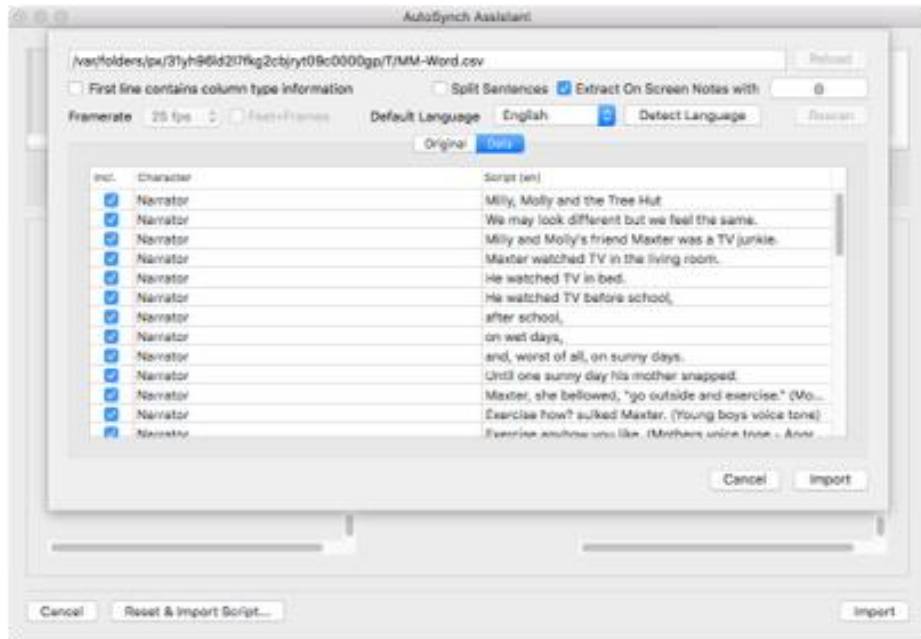 AutoSynch Assistant
MM-Word.csv
Reload
First line contains column type information Split Sentences Extract On Screen Notes with
Framerate 25 fps Feet+Frames Default Language English Detect Language Rescan
Original Data
Incl. Character Script (en)
Narrator Milly, Molly and the Tree Hut
Narrator We may look different but we feel the same.
Narrator Milly and Molly's friend Maxter was a TV junkie.
Narrator Maxter watched TV in the living room.
Narrator He watched TV in bed.
Narrator He watched TV before school,
Narrator after school,
Narrator on wet days,
Narrator and, worst of all, on sunny days.
Narrator Until one sunny day his mother snapped.
Narrator Maxter, she bellowed, "go outside and exercise." (Mo...
Narrator Exercise how? sulked Maxter. (Young boys voice tone)
Narrator Exercise anyhow you like. (Mothers voice tone -
Cancel Import
Cancel Reset & Import Script... Import